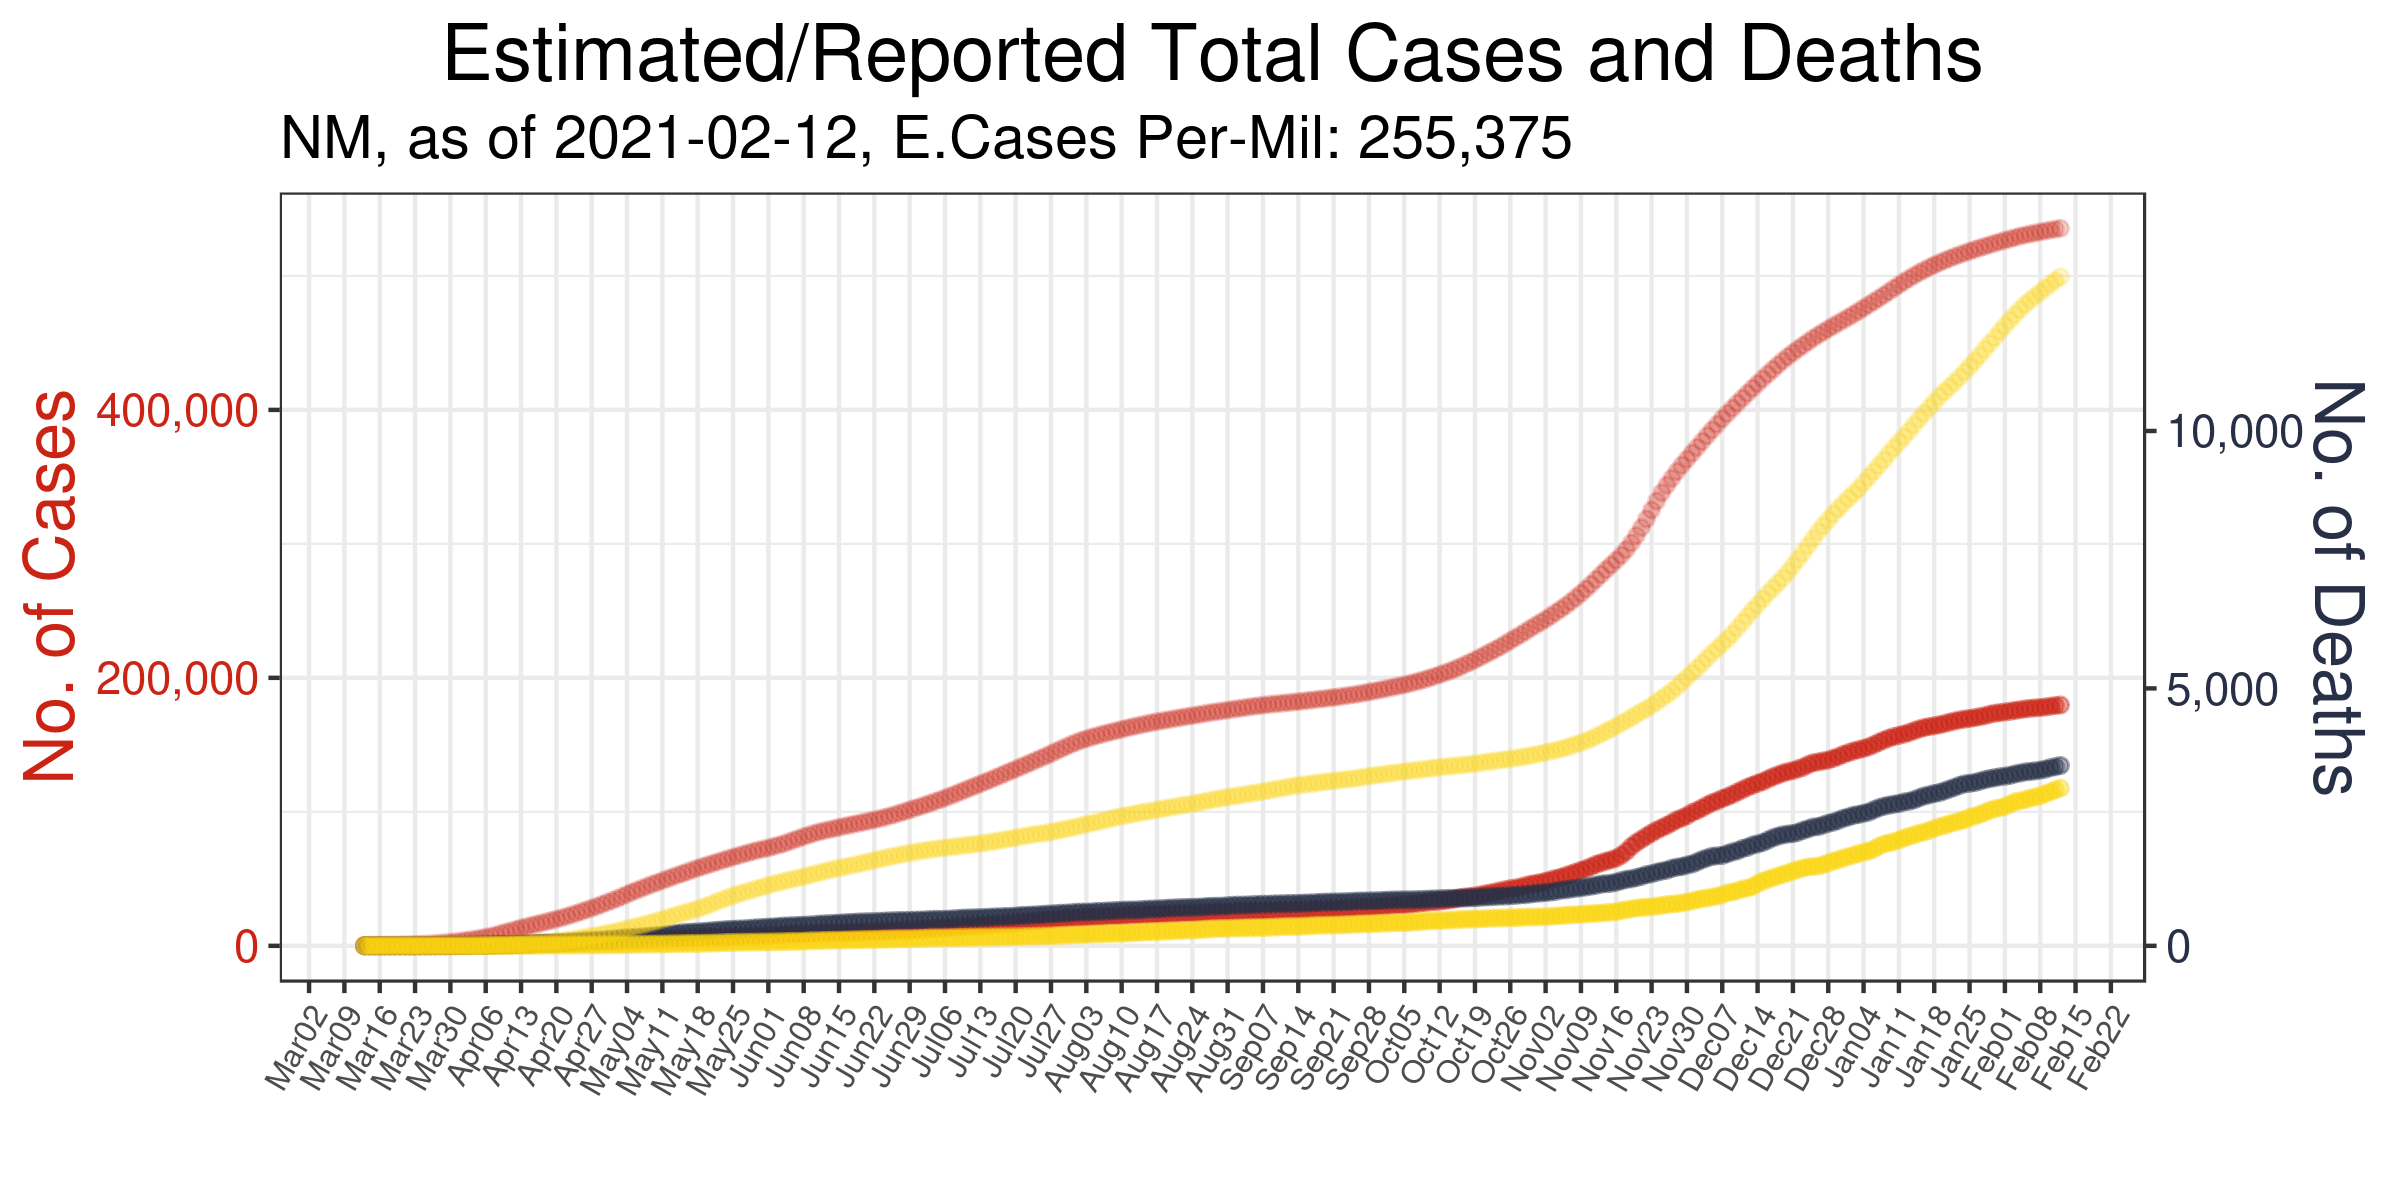 Estimated/Reported Total Cases and Deaths
NM, as of 2021-02-12, E.Cases Per-Mil: 255,375
No. of Cases
400,000
200,000
0
10,000
5,000
0
No. of Deaths
Mar02
Mar09
Mar16
Mar23
Mar30
Apr06
Apr13
Apr20
Apr27
May04
May11
May18
May25
Jun01
Jun08
Jun15
Jun22
Jun29
Jul06
Jul13
Jul20
Jul27
Aug03
Aug10
Aug17
Aug24
Aug31
Sep07
Sep14
Sep21
Sep28
Oct05
Oct12
Oct19
Oct26
Nov02
Nov09
Nov16
Nov23
Nov30
Dec07
Dec14
Dec21
Dec28
Jan04
Jan11
Jan18
Jan25
Feb01
Feb08
Feb15
Feb22